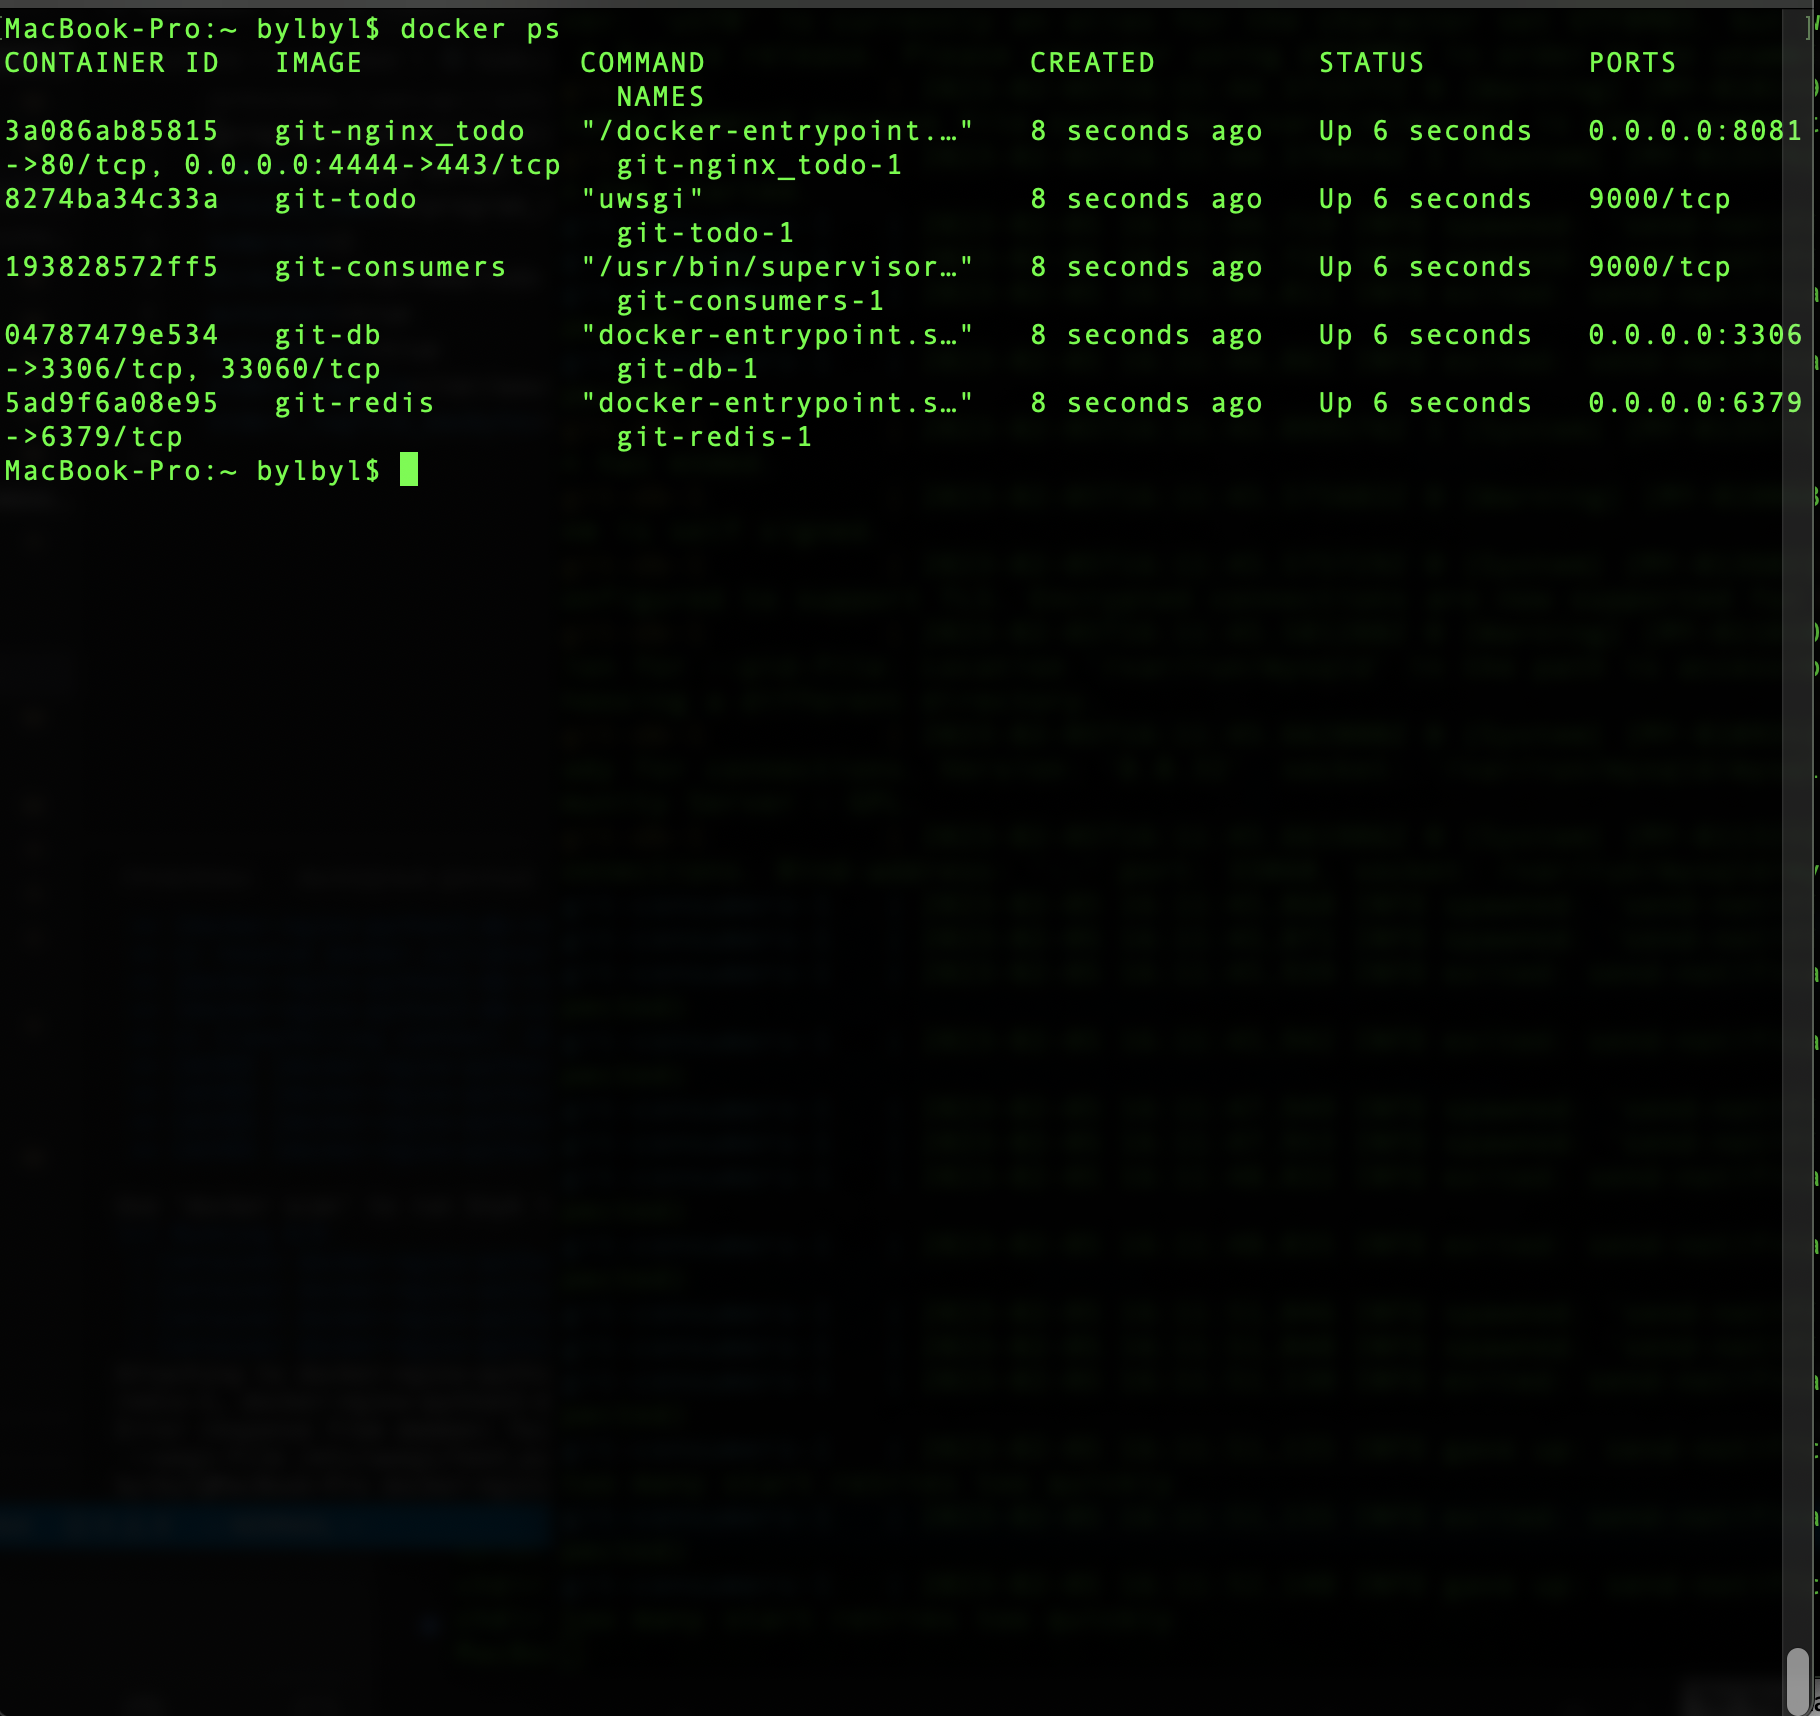 MacBook-Pro:~ bylbyl$ docker ps
CONTAINER ID   IMAGE            COMMAND                  CREATED         STATUS         PORTS
                                  NAMES
3a086ab85815   git-nginx_todo   "/docker-entrypoint.…"   8 seconds ago   Up 6 seconds   0.0.0.0:8081
->80/tcp, 0.0.0.0:4444->443/tcp   git-nginx_todo-1
8274ba34c33a   git-todo         "uwsgi"                  8 seconds ago   Up 6 seconds   9000/tcp
                                  git-todo-1
193828572ff5   git-consumers    "/usr/bin/supervisor…"   8 seconds ago   Up 6 seconds   9000/tcp
                                  git-consumers-1
04787479e534   git-db           "docker-entrypoint.s…"   8 seconds ago   Up 6 seconds   0.0.0.0:3306
->3306/tcp, 33060/tcp             git-db-1
5ad9f6a08e95   git-redis        "docker-entrypoint.s…"   8 seconds ago   Up 6 seconds   0.0.0.0:6379
->6379/tcp                        git-redis-1
MacBook-Pro:~ bylbyl$